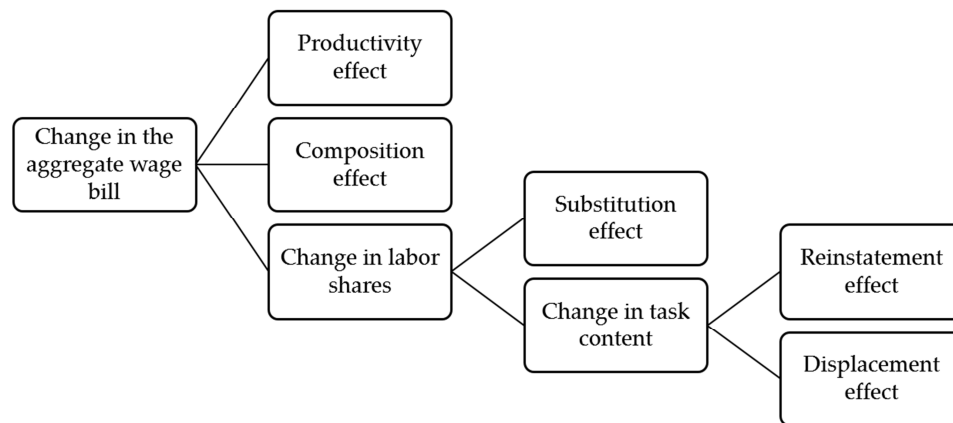 Productivity
effect
Change in the
aggregate wage
bill
Composition
effect
Change in labor
shares
Substitution
effect
Change in task
content
Reinstatement
effect
Displacement
effect